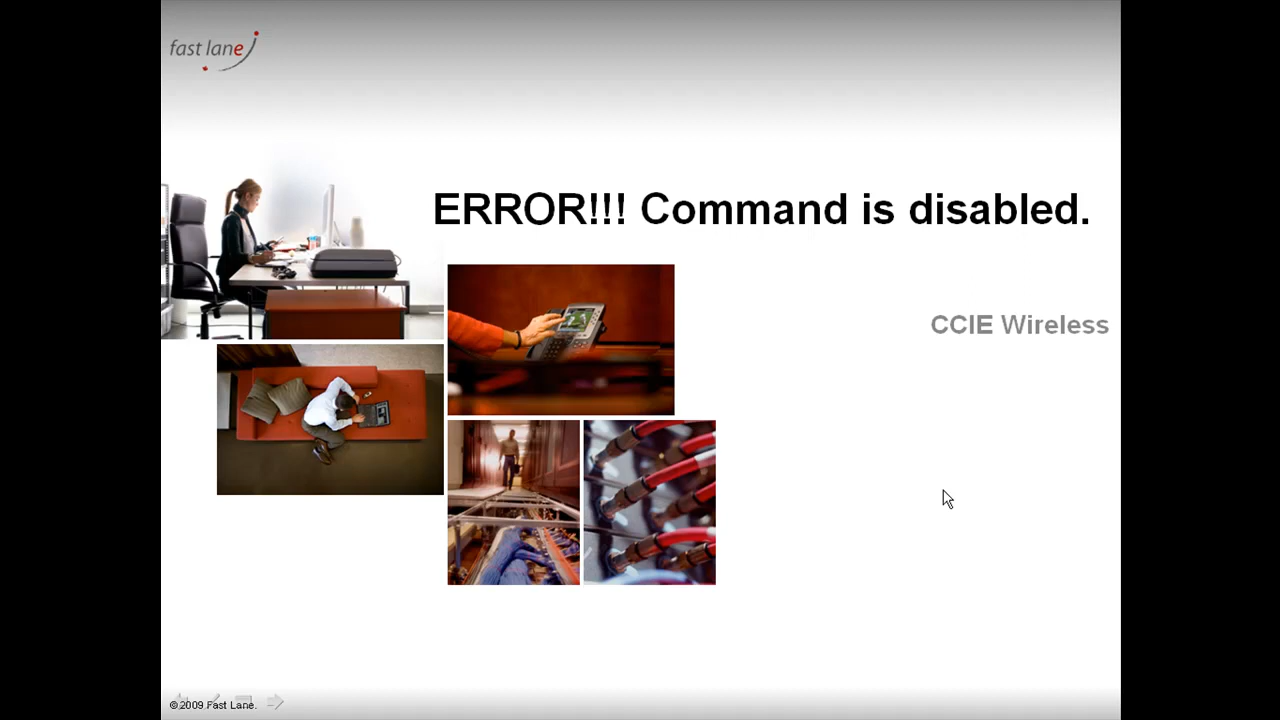 fast lane
ERROR!!! Command is disabled.
CCIE Wireless
© 2009 Fast Lane.